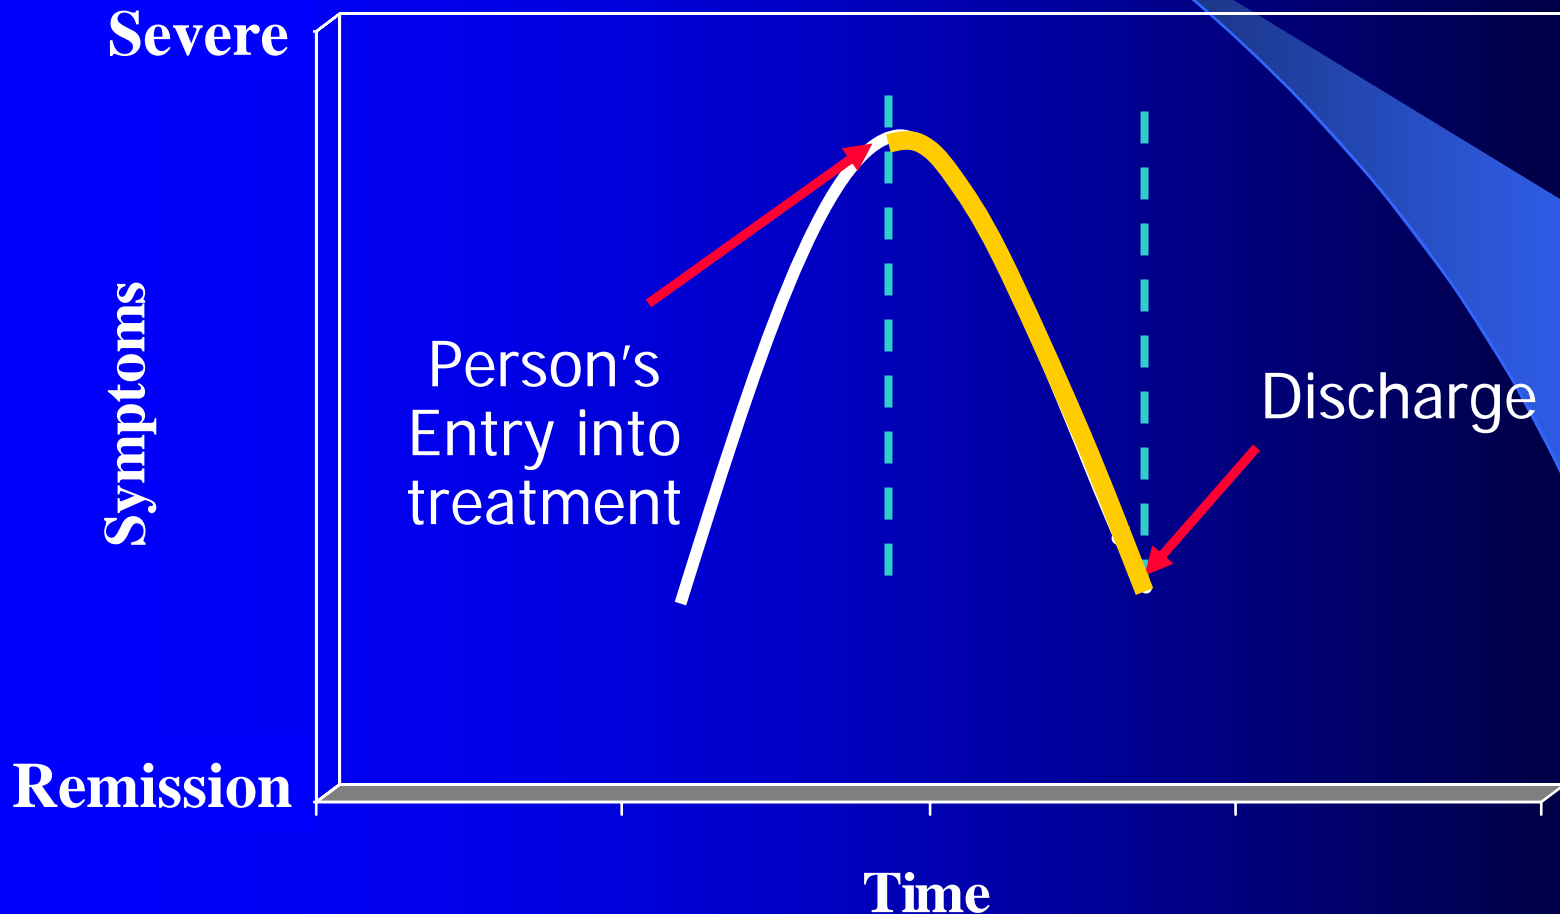 Severe
Symptoms
Person's
Entry into
treatment
Discharge
Remission
Time